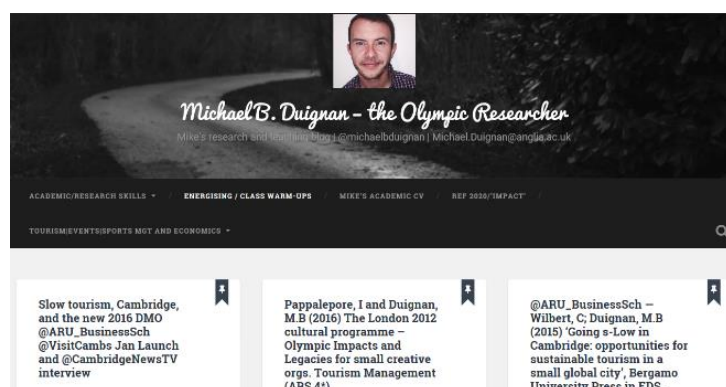 Michael B. Duignan – the Olympic Researcher
Mike's research and teaching blog | @michaelbduignan | Michael.Duignan@anglia.ac.uk
ACADEMIC/RESEARCH SKILLS / ENERGISING / CLASS WARM-UPS / MIKE'S ACADEMIC CV / REF 2020/'IMPACT' /
TOURISM|EVENTS|SPORTS MGT AND ECONOMICS
Slow tourism, Cambridge,
and the new 2016 DMO
@ARU_BusinessSch
@VisitCambs Jan Launch
and @CambridgeNewsTV
interview
Pappalepore, I and Duignan,
M.B (2016) The London 2012
cultural programme –
Olympic Impacts and
Legacies for small creative
orgs. Tourism Management
(ABS 4*)
@ARU_BusinessSch –
Wilbert, C; Duignan, M.B
(2015) 'Going s-Low in
Cambridge: opportunities for
sustainable tourism in a
small global city', Bergamo
University Press in EDS